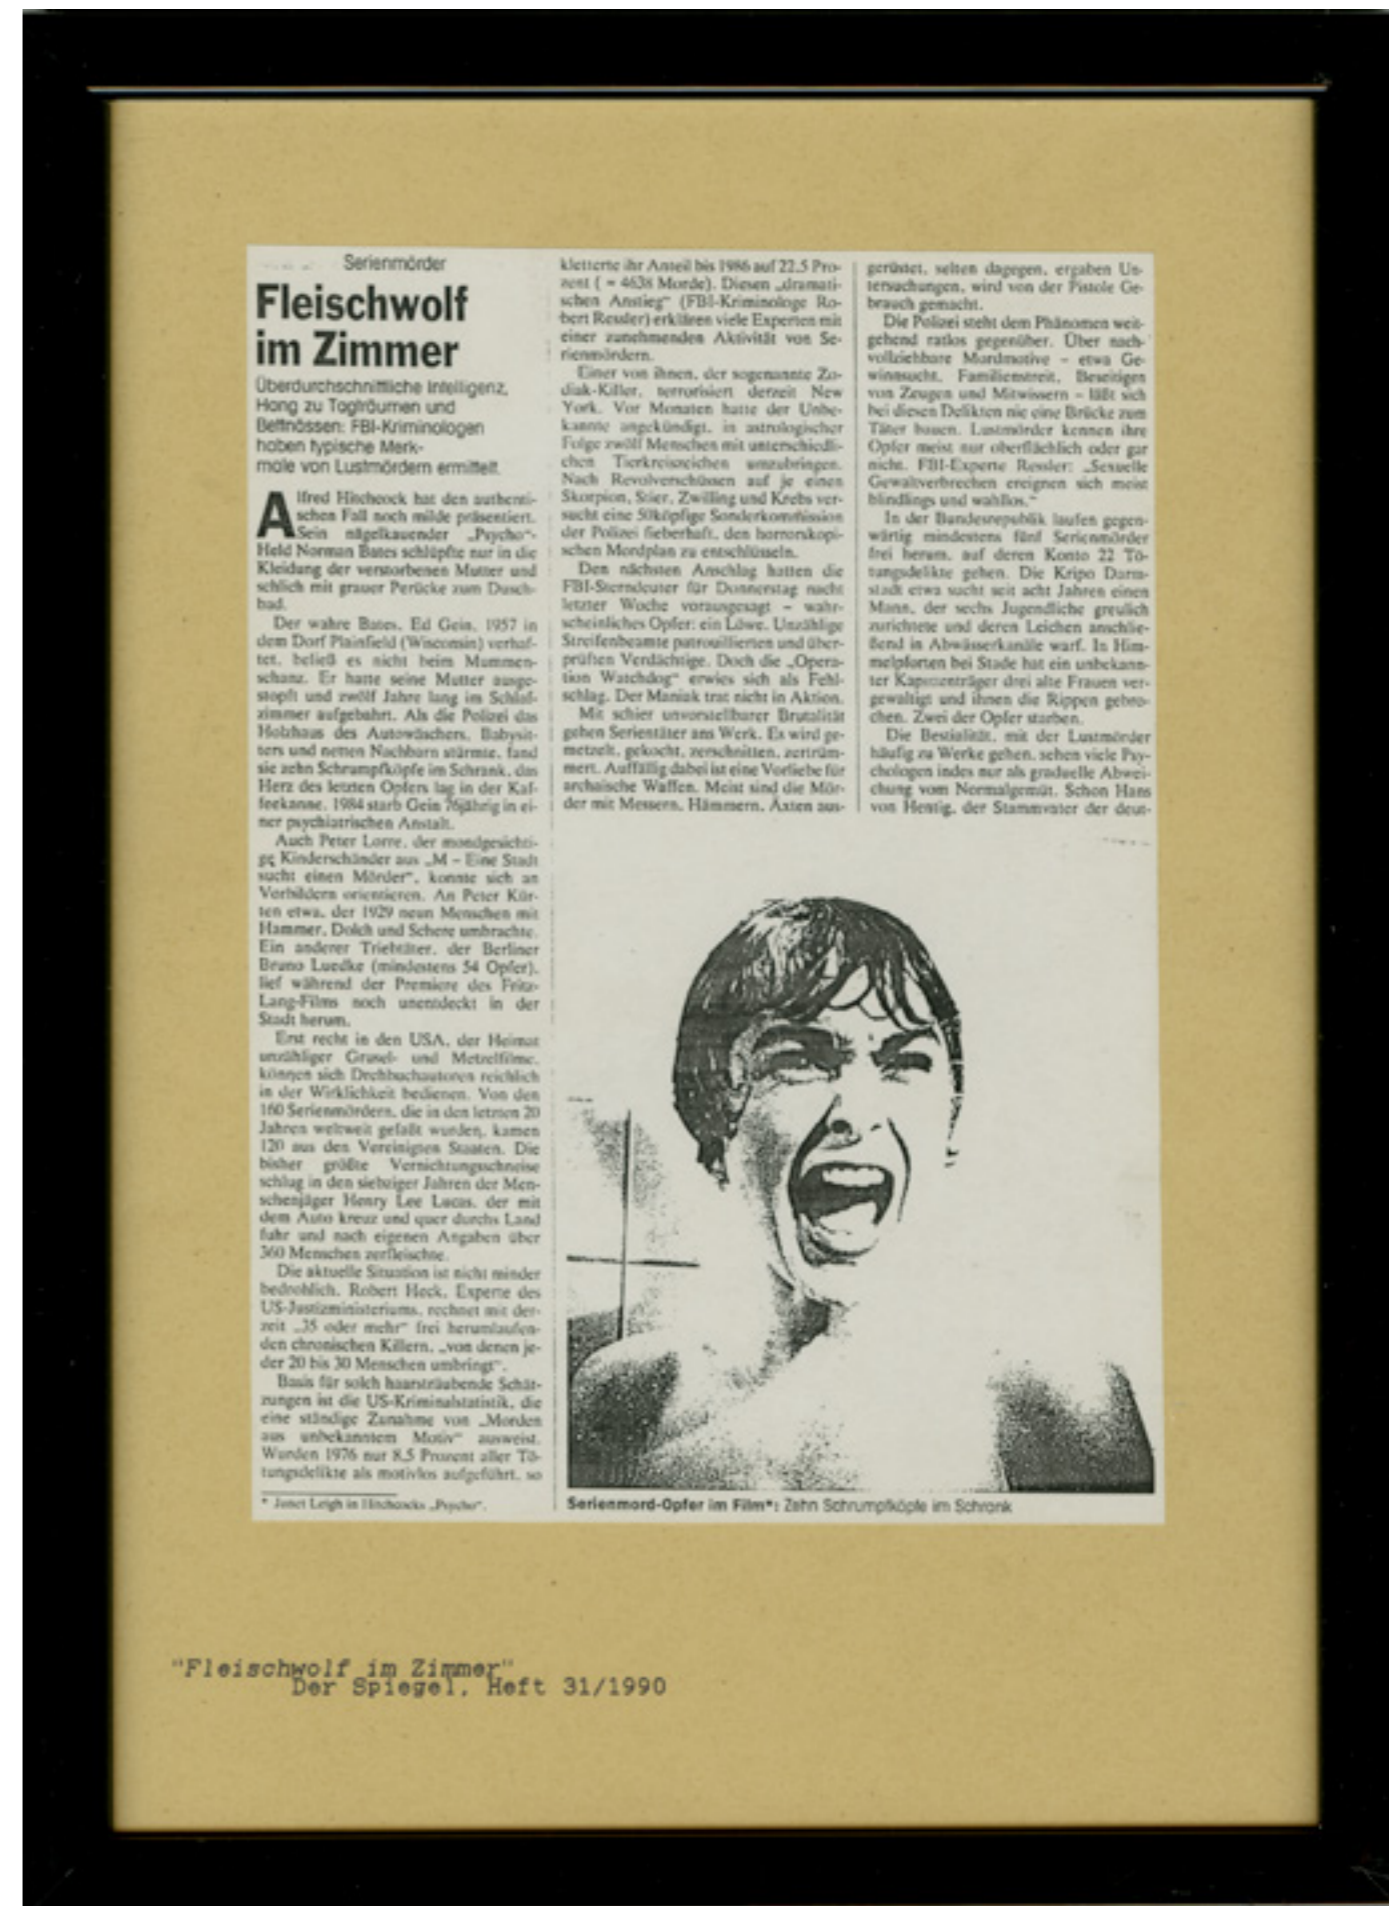 Serienmörder
Fleischwolf
im Zimmer
Überdurchschnittliche Intelligenz,
Hang zu Tagträumen und
Bettnässen: FBI-Kriminologen
haben typische Merk-
male von Lustmördern ermittelt.
Alfred Hitchcock hat den authenti-
schen Fall noch milde präsentiert.
Sein nägelkauender „Psycho“-
Held Norman Bates schlüpfte nur in die
Kleidung der verstorbenen Mutter und
schlich mit grauer Perücke zum Dusch-
bad.
Der wahre Bates, Ed Gein, 1957 in
dem Dorf Plainfield (Wisconsin) verhaf-
tet, beließ es nicht beim Mummen-
schanz. Er hatte seine Mutter ausge-
stopft und zwölf Jahre lang im Schlaf-
zimmer aufgebahrt. Als die Polizei das
Holzhaus des Autowäschers, Babysit-
ters und netten Nachbarn stürmte, fand
sie zehn Schrumpfköpfe im Schrank, das
Herz des letzten Opfers lag in der Kaf-
feekanne. 1984 starb Gein 76jährig in ei-
ner psychiatrischen Anstalt.
Auch Peter Lorre, der mondgesichti-
ge Kinderschänder aus „M – Eine Stadt
sucht einen Mörder“, konnte sich an
Vorbildern orientieren. An Peter Kür-
ten etwa, der 1929 neun Menschen mit
Hammer, Dolch und Schere umbrachte.
Ein anderer Triebtäter, der Berliner
Bruno Luedke (mindestens 54 Opfer),
lief während der Premiere des Fritz-
Lang-Films noch unentdeckt in der
Stadt herum.
Erst recht in den USA, der Heimat
unzähliger Grusel- und Metzelfilme,
können sich Drehbuchautoren reichlich
in der Wirklichkeit bedienen. Von den
160 Serienmördern, die in den letzten 20
Jahren weltweit gefaßt wurden, kamen
120 aus den Vereinigten Staaten. Die
bisher größte Vernichtungsschneise
schlug in den siebziger Jahren der Men-
schenjäger Henry Lee Lucas, der mit
dem Auto kreuz und quer durchs Land
fuhr und nach eigenen Angaben über
360 Menschen zerfleischte.
Die aktuelle Situation ist nicht minder
bedrohlich. Robert Heck, Experte des
US-Justizministeriums, rechnet mit der-
zeit „35 oder mehr“ frei herumlaufen-
den chronischen Killern, „von denen je-
der 20 bis 30 Menschen umbringt“.
Basis für solch haarsträubende Schät-
zungen ist die US-Kriminalstatistik, die
eine ständige Zunahme von „Morden
aus unbekanntem Motiv“ ausweist.
Wurden 1976 nur 8,5 Prozent aller Tö-
tungsdelikte als motivlos aufgeführt, so
* Janet Leigh in Hitchcocks „Psycho“.
kletterte ihr Anteil bis 1986 auf 22,5 Pro-
zent ( = 4638 Morde). Diesen „dramati-
schen Anstieg“ (FBI-Kriminologe Ro-
bert Ressler) erklären viele Experten mit
einer zunehmenden Aktivität von Se-
rienmördern.
Einer von ihnen, der sogenannte Zo-
diak-Killer, terrorisiert derzeit New
York. Vor Monaten hatte der Unbe-
kannte angekündigt, in astrologischer
Folge zwölf Menschen mit unterschiedli-
chen Tierkreiszeichen umzubringen.
Nach Revolverschüssen auf je einen
Skorpion, Stier, Zwilling und Krebs ver-
sucht eine 50köpfige Sonderkommission
der Polizei fieberhaft, den horrorskopi-
schen Mordplan zu entschlüsseln.
Den nächsten Anschlag hatten die
FBI-Sterndeuter für Donnerstag nacht
letzter Woche vorausgesagt – wahr-
scheinliches Opfer: ein Löwe. Unzählige
Streifenbeamte patrouillierten und über-
prüften Verdächtige. Doch die „Opera-
tion Watchdog“ erwies sich als Fehl-
schlag. Der Maniak trat nicht in Aktion.
Mit schier unvorstellbarer Brutalität
gehen Serientäter ans Werk. Es wird ge-
metzelt, gekocht, zerschnitten, zertrüm-
mert. Auffällig dabei ist eine Vorliebe für
archaische Waffen. Meist sind die Mör-
der mit Messern, Hämmern, Äxten aus-
gerüstet, selten dagegen, ergaben Un-
tersuchungen, wird von der Pistole Ge-
brauch gemacht.
Die Polizei steht dem Phänomen weit-
gehend ratlos gegenüber. Über nach-
vollziehbare Mordmotive – etwa Ge-
winnsucht, Familienstreit, Beseitigen
von Zeugen und Mitwissern – läßt sich
bei diesen Delikten nie eine Brücke zum
Täter bauen. Lustmörder kennen ihre
Opfer meist nur oberflächlich oder gar
nicht. FBI-Experte Ressler: „Sexuelle
Gewaltverbrechen ereignen sich meist
blindlings und wahllos.“
In der Bundesrepublik laufen gegen-
wärtig mindestens fünf Serienmörder
frei herum, auf deren Konto 22 Tö-
tungsdelikte gehen. Die Kripo Darm-
stadt etwa sucht seit acht Jahren einen
Mann, der sechs Jugendliche greulich
zurichtete und deren Leichen anschlie-
ßend in Abwässerkanäle warf. In Him-
melpforten bei Stade hat ein unbekann-
ter Kapuzenträger drei alte Frauen ver-
gewaltigt und ihnen die Rippen gebro-
chen. Zwei der Opfer starben.
Die Bestialität, mit der Lustmörder
häufig zu Werke gehen, sehen viele Psy-
chologen indes nur als graduelle Abwei-
chung vom Normalgemüt. Schon Hans
von Hentig, der Stammvater der deut-
Serienmord-Opfer im Film*: Zehn Schrumpfköpfe im Schrank
"Fleischwolf im Zimmer"
Der Spiegel, Heft 31/1990